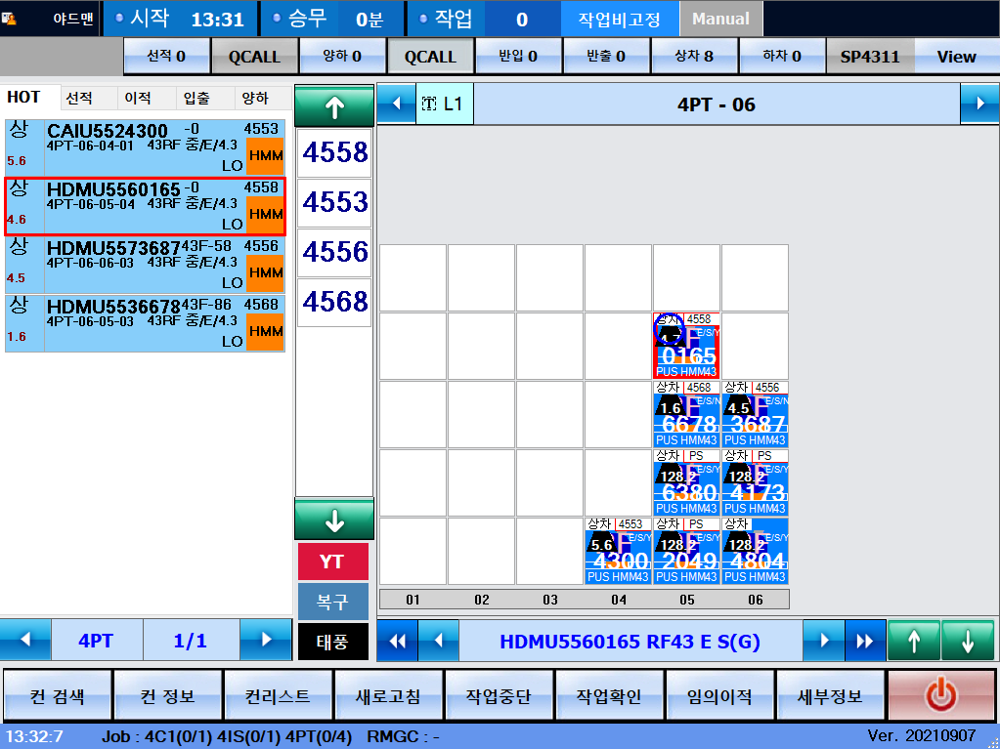 야드맨 시작 13:31 승무 0분 작업 0 작업비고정 Manual
선적 0 QCALL 양하 0 QCALL 반입 0 반출 0 상차 8 하차 0 SP4311 View
HOT 선적 이적 입출 양하
상 CAIU5524300 -0 4553
4PT-06-04-01 43RF 중/E/4.3
5.6 LO HMM
상 HDMU5560165 -0 4558
4PT-06-05-04 43RF 중/E/4.3
4.6 LO HMM
상 HDMU5573687 43F-58 4556
4PT-06-06-03 43RF 중/E/4.3
4.5 LO HMM
상 HDMU5536678 43F-86 4568
4PT-06-05-03 43RF 중/E/4.3
1.6 LO HMM
4PT 1/1
4558
4553
4556
4568
YT
복구
태풍
T L1 4PT - 06
상차 4558
4.7 F E/S/Y
0165
PUS HMM43
상차 4568 상차 4556
1.6 F E/S/N 4.5 F E/S/N
6678 3687
PUS HMM43 PUS HMM43
상차 PS 상차 PS
128.2 F E/S/Y 128.2 F E/S/Y
6380 4173
PUS HMM43 PUS HMM43
상차 4553 상차 PS 상차
5.6 F E/S/Y 128.2 F E/S/Y 128.2 F E/S/Y
4300 2049 4804
PUS HMM43 PUS HMM43 PUS HMM43
01 02 03 04 05 06
HDMU5560165 RF43 E S(G)
컨 검색 컨 정보 컨리스트 새로고침 작업중단 작업확인 임의이적 세부정보
13:32:7 Job : 4C1(0/1) 4IS(0/1) 4PT(0/4) RMGC : - Ver. 20210907